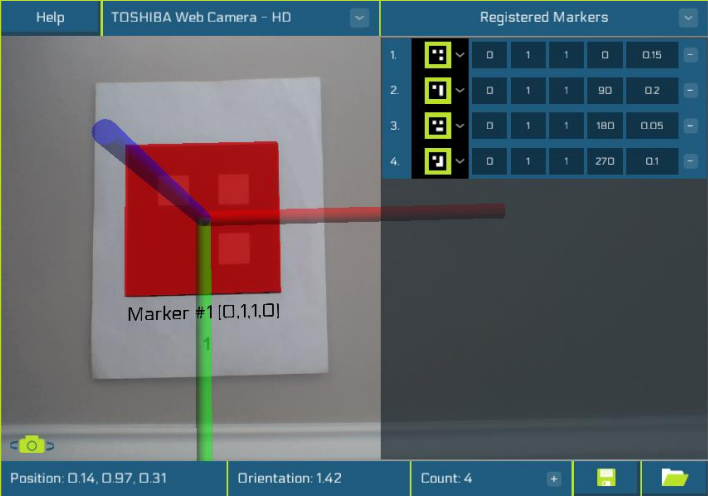 Help
TOSHIBA Web Camera - HD
Registered Markers
1. 0 1 1 0 0.15
2. 0 1 1 90 0.2
3. 0 1 1 180 0.05
4. 0 1 1 270 0.1
Marker #1 (0,1,1,0)
1
Position: 0.14, 0.97, 0.31
Orientation: 1.42
Count: 4
+